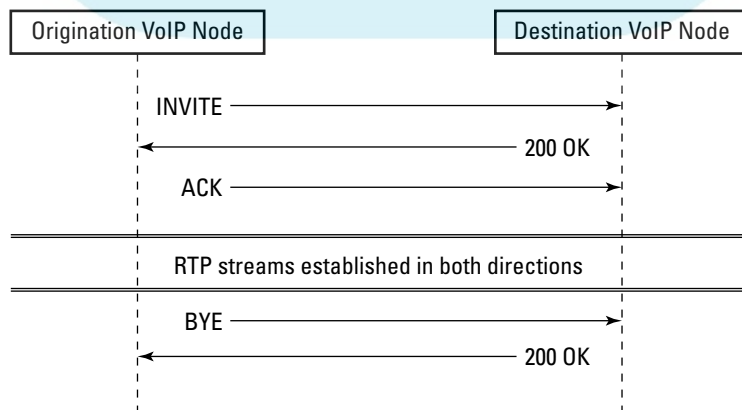 Origination VoIP Node
Destination VoIP Node
INVITE
200 OK
ACK
RTP streams established in both directions
BYE
200 OK